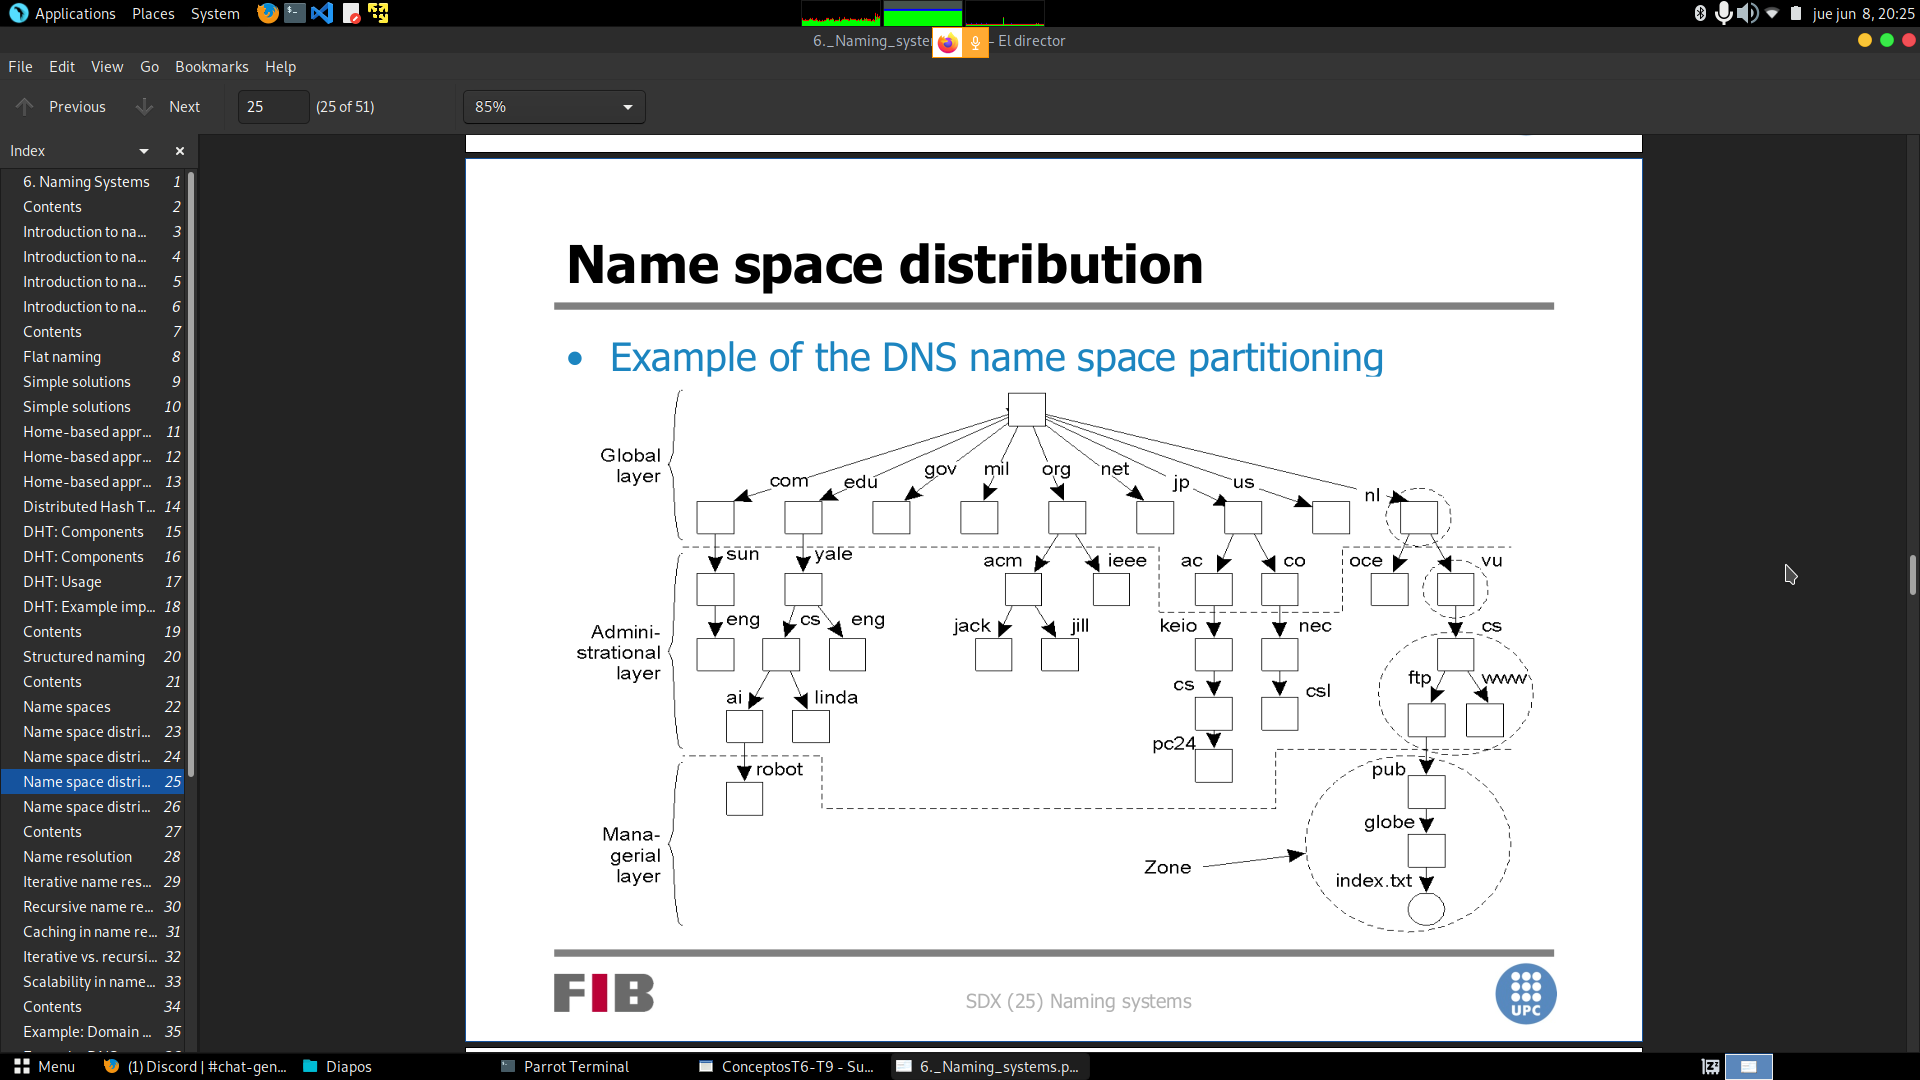 Applications Places System
jue jun 8, 20:25
6._Naming_syste
– El director
File Edit View Go Bookmarks Help
Previous Next 25 (25 of 51) 85%
Index
6. Naming Systems 1
Contents 2
Introduction to na... 3
Introduction to na... 4
Introduction to na... 5
Introduction to na... 6
Contents 7
Flat naming 8
Simple solutions 9
Simple solutions 10
Home-based appr... 11
Home-based appr... 12
Home-based appr... 13
Distributed Hash T... 14
DHT: Components 15
DHT: Components 16
DHT: Usage 17
DHT: Example imp... 18
Contents 19
Structured naming 20
Contents 21
Name spaces 22
Name space distri... 23
Name space distri... 24
Name space distri... 25
Name space distri... 26
Contents 27
Name resolution 28
Iterative name res... 29
Recursive name re... 30
Caching in name re... 31
Iterative vs. recursi... 32
Scalability in name... 33
Contents 34
Example: Domain ... 35
Name space distribution
• Example of the DNS name space partitioning
Global
layer
com edu gov mil org net jp us nl
sun yale acm ieee ac co oce vu
Admini-
strational
layer
eng cs eng jack jill keio nec cs
ai linda cs csl ftp www
pc24
robot pub
Mana-
gerial
layer
globe
Zone
index.txt
FIB
SDX (25) Naming systems
UPC
Menu (1) Discord | #chat-gen... Diapos Parrot Terminal ConceptosT6-T9 - Su... 6._Naming_systems.p...